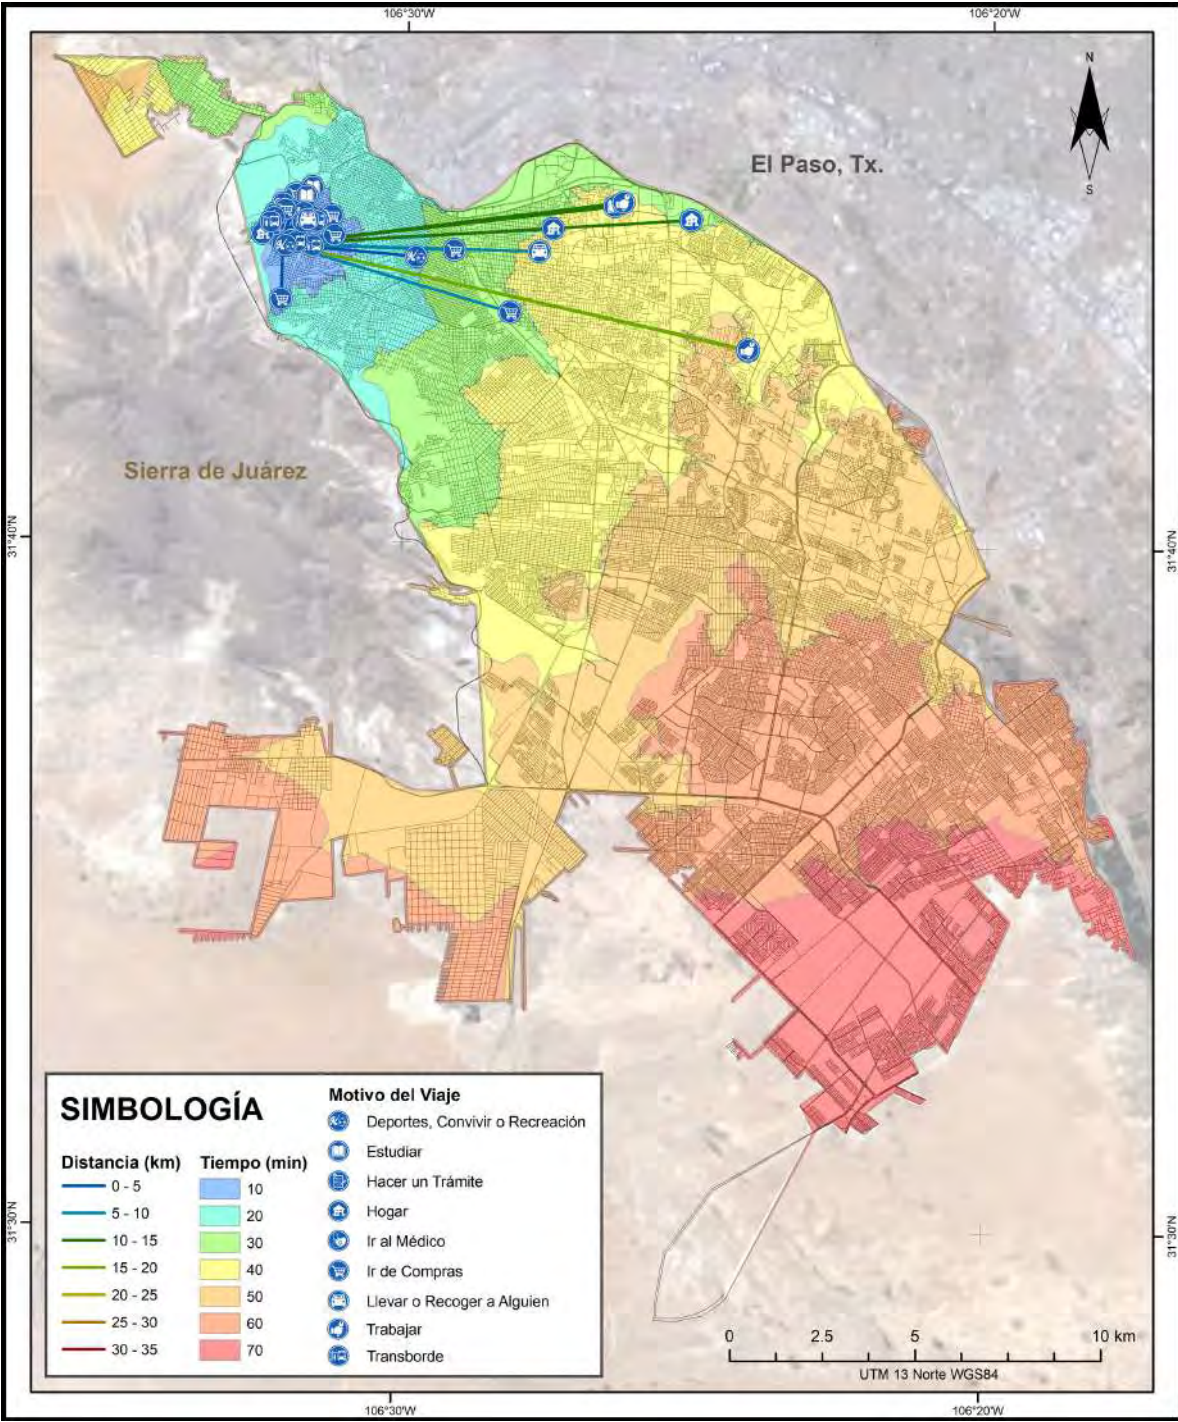 106°30'W
106°20'W
N
S
El Paso, Tx.
Sierra de Juárez
31°40'N
31°40'N
SIMBOLOGÍA
Distancia (km)
0 - 5
5 - 10
10 - 15
15 - 20
20 - 25
25 - 30
30 - 35
Tiempo (min)
10
20
30
40
50
60
70
Motivo del Viaje
Deportes, Convivir o Recreación
Estudiar
Hacer un Trámite
Hogar
Ir al Médico
Ir de Compras
Llevar o Recoger a Alguien
Trabajar
Transborde
31°30'N
31°30'N
0 2.5 5 10 km
UTM 13 Norte WGS84
106°30'W
106°20'W